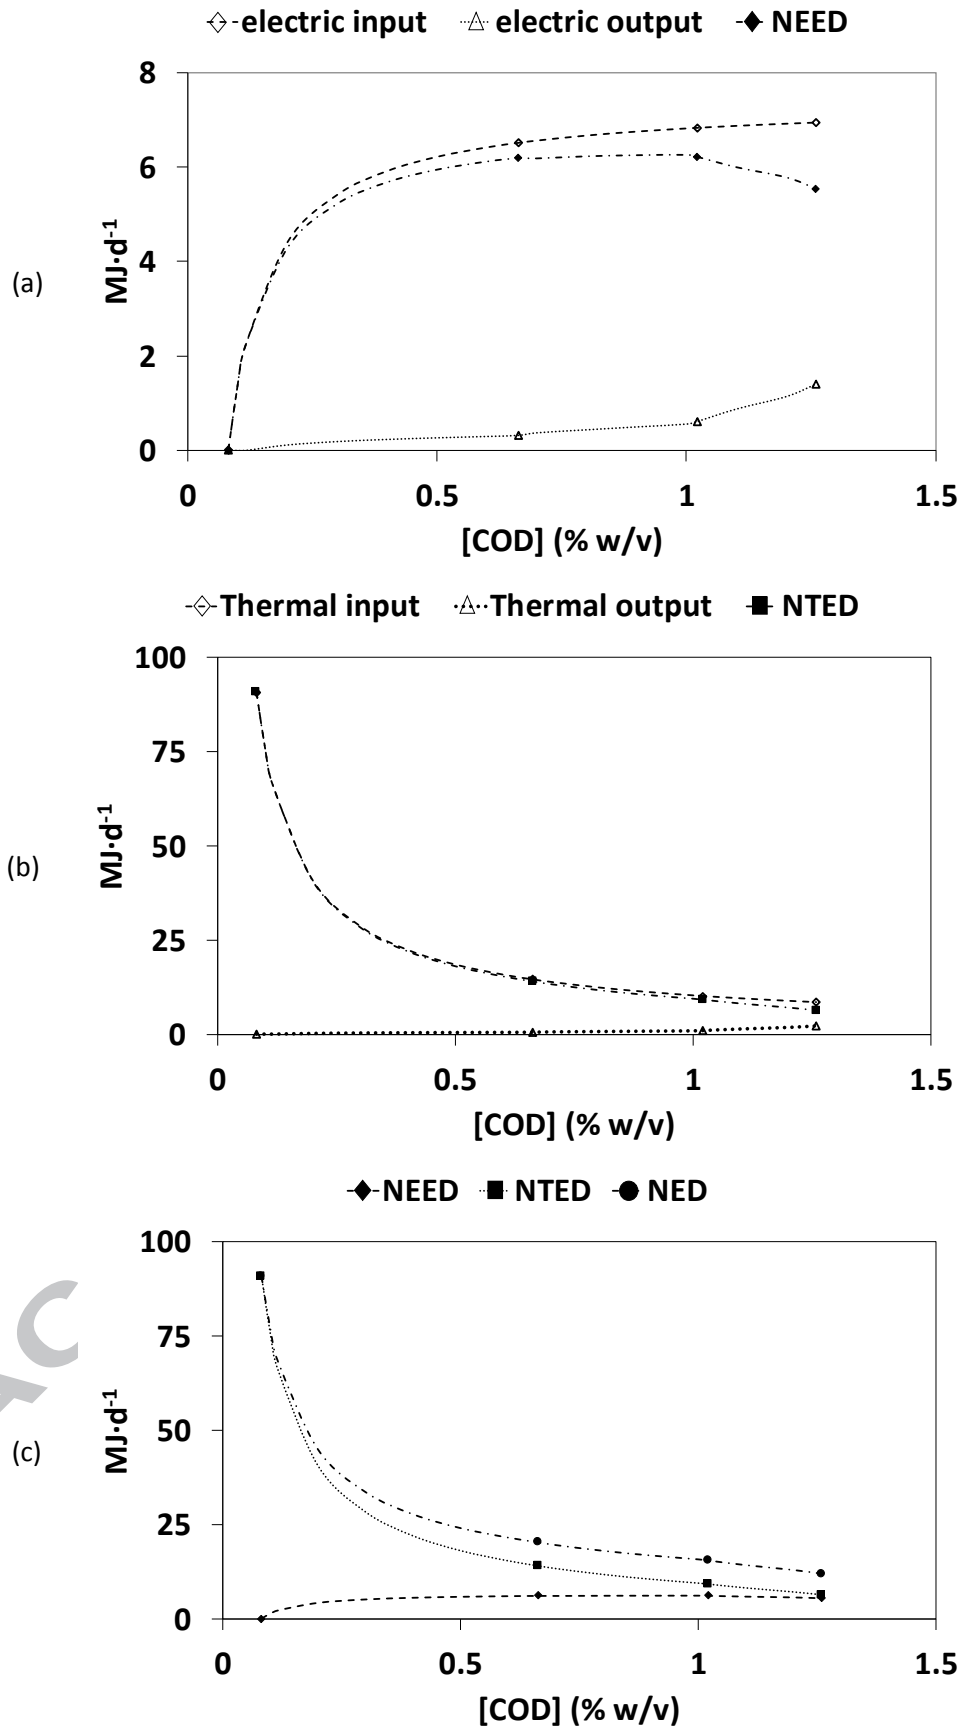 electric input electric output NEED
8
6
4
2
0
MJ·d-1
(a)
0 0.5 1 1.5
[COD] (% w/v)
Thermal input Thermal output NTED
100
75
50
25
0
MJ·d-1
(b)
0 0.5 1 1.5
[COD] (% w/v)
NEED NTED NED
100
75
50
25
0
MJ·d-1
(c)
AC
0 0.5 1 1.5
[COD] (% w/v)